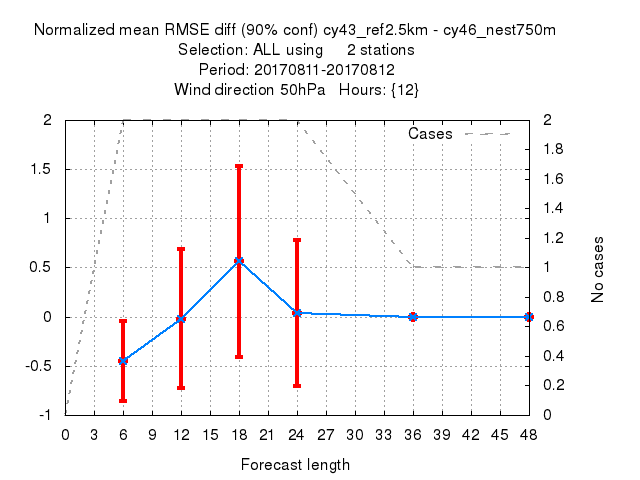 Normalized mean RMSE diff (90% conf) cy43_ref2.5km - cy46_nest750m
Selection: ALL using 2 stations
Period: 20170811-20170812
Wind direction 50hPa Hours: {12}
Cases
2
1.5
1
0.5
0
-0.5
-1
2
1.8
1.6
1.4
1.2
1
0.8
0.6
0.4
0.2
0
No cases
0 3 6 9 12 15 18 21 24 27 30 33 36 39 42 45 48
Forecast length